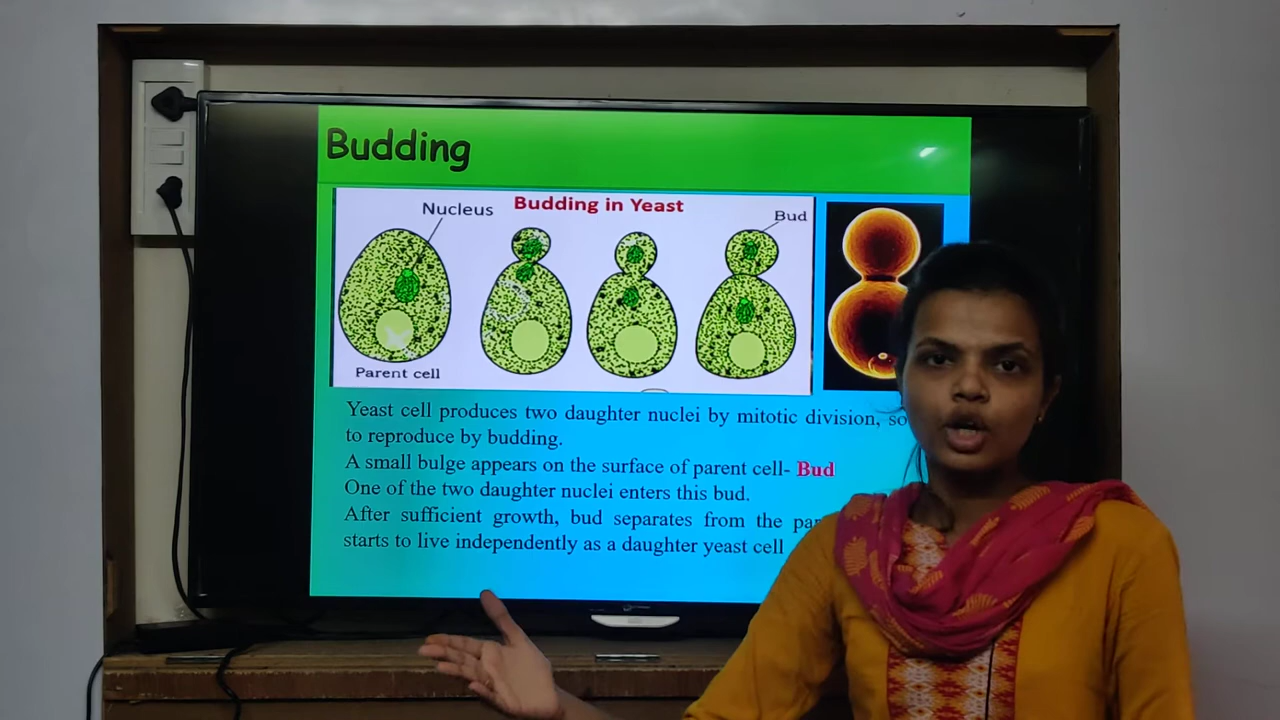 Budding
Budding in Yeast
Nucleus
Bud
Parent cell
Yeast cell produces two daughter nuclei by mitotic division, so
to reproduce by budding.
A small bulge appears on the surface of parent cell- Bud
One of the two daughter nuclei enters this bud.
After sufficient growth, bud separates from the
starts to live independently as a daughter yeast cell